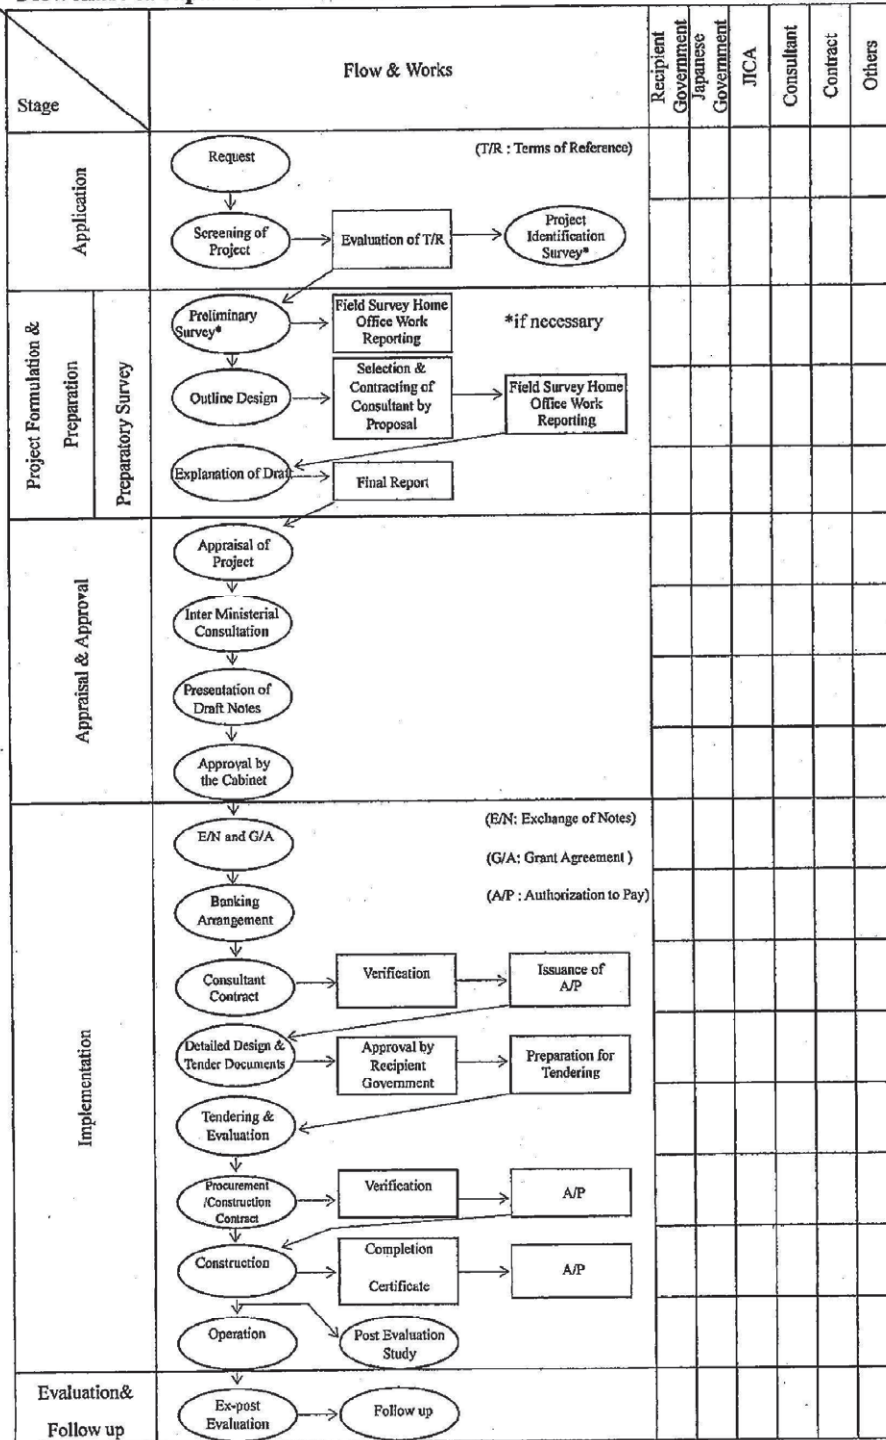 Stage
Flow & Works
Recipient
Government
Japanese
Government
JICA
Consultant
Contract
Others
Application
Request
(T/R : Terms of Reference)
Screening of
Project
Evaluation of T/R
Project
Identification
Survey*
Project Formulation &
Preparation
Preparatory Survey
Preliminary
Survey*
Field Survey Home
Office Work
Reporting
*if necessary
Outline Design
Selection &
Contracting of
Consultant by
Proposal
Field Survey Home
Office Work
Reporting
Explanation of Draft
Final Report
Appraisal & Approval
Appraisal of
Project
Inter Ministerial
Consultation
Presentation of
Draft Notes
Approval by
the Cabinet
Implementation
E/N and G/A
(E/N: Exchange of Notes)
(G/A: Grant Agreement )
(A/P : Authorization to Pay)
Banking
Arrangement
Consultant
Contract
Verification
Issuance of
A/P
Detailed Design &
Tender Documents
Approval by
Recipient
Government
Preparation for
Tendering
Tendering &
Evaluation
Procurement
/Construction
Contract
Verification
A/P
Construction
Completion
Certificate
A/P
Operation
Post Evaluation
Study
Evaluation&
Follow up
Ex-post
Evaluation
Follow up